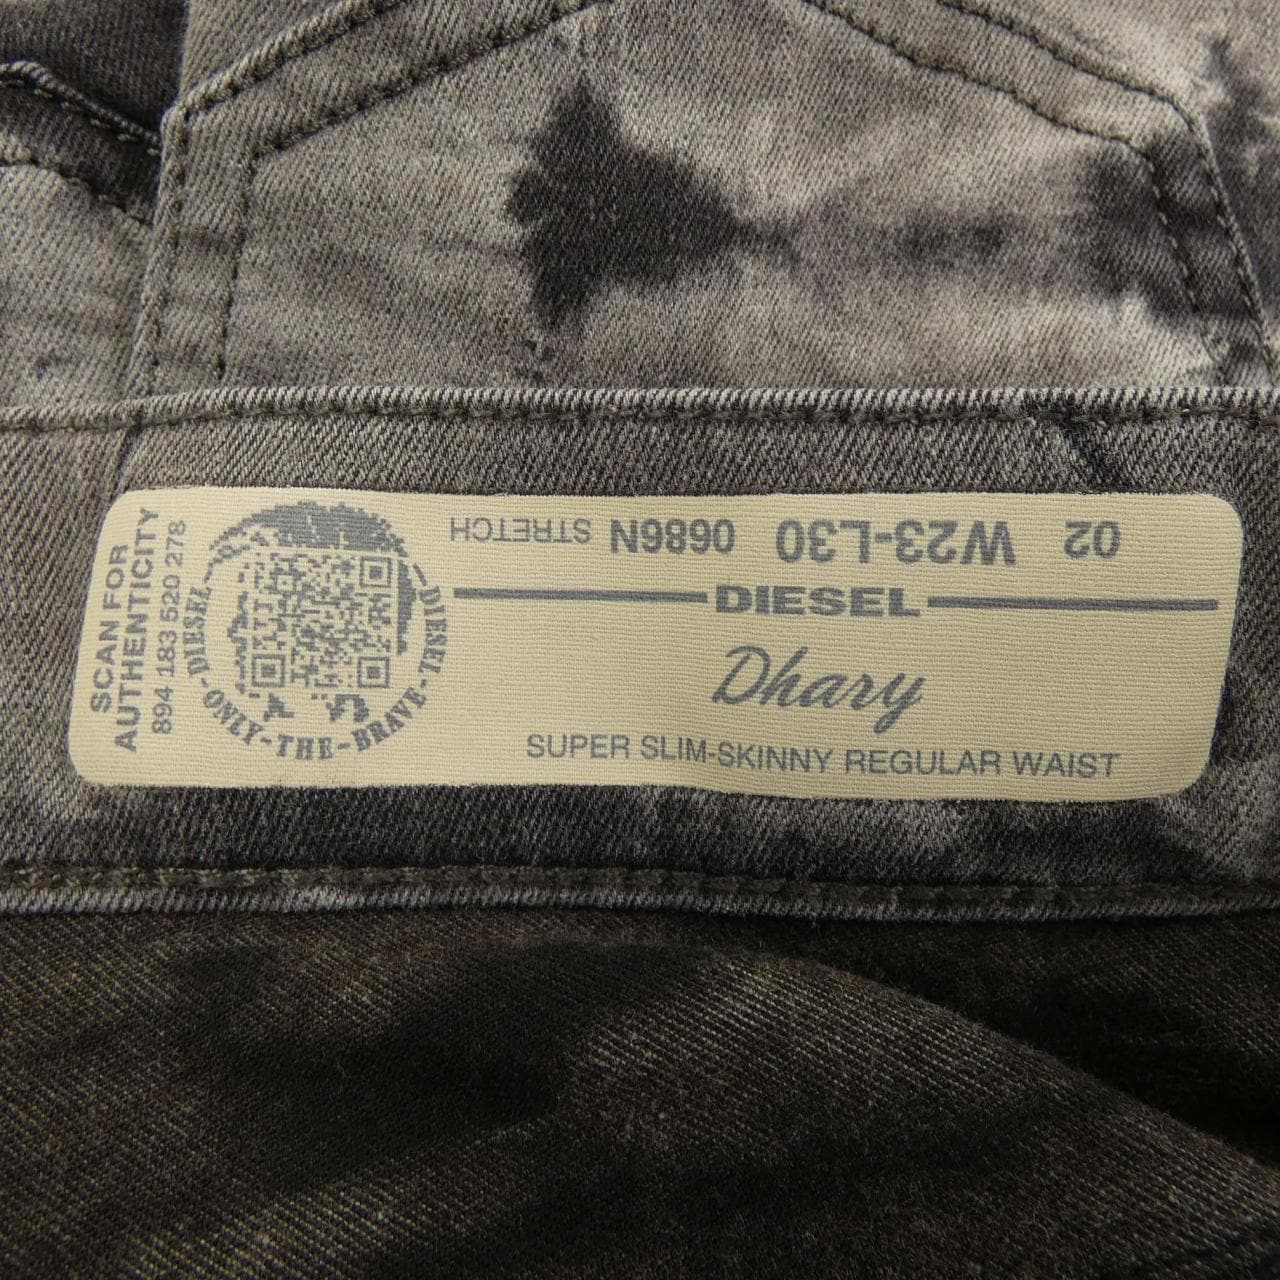 SCAN FOR
AUTHENTICITY
894 183 520 278
DIESEL-ONLY-THE-BRAVE-DIESEL
02 W23-L30 0686N STRETCH
DIESEL
Dhary
SUPER SLIM-SKINNY REGULAR WAIST